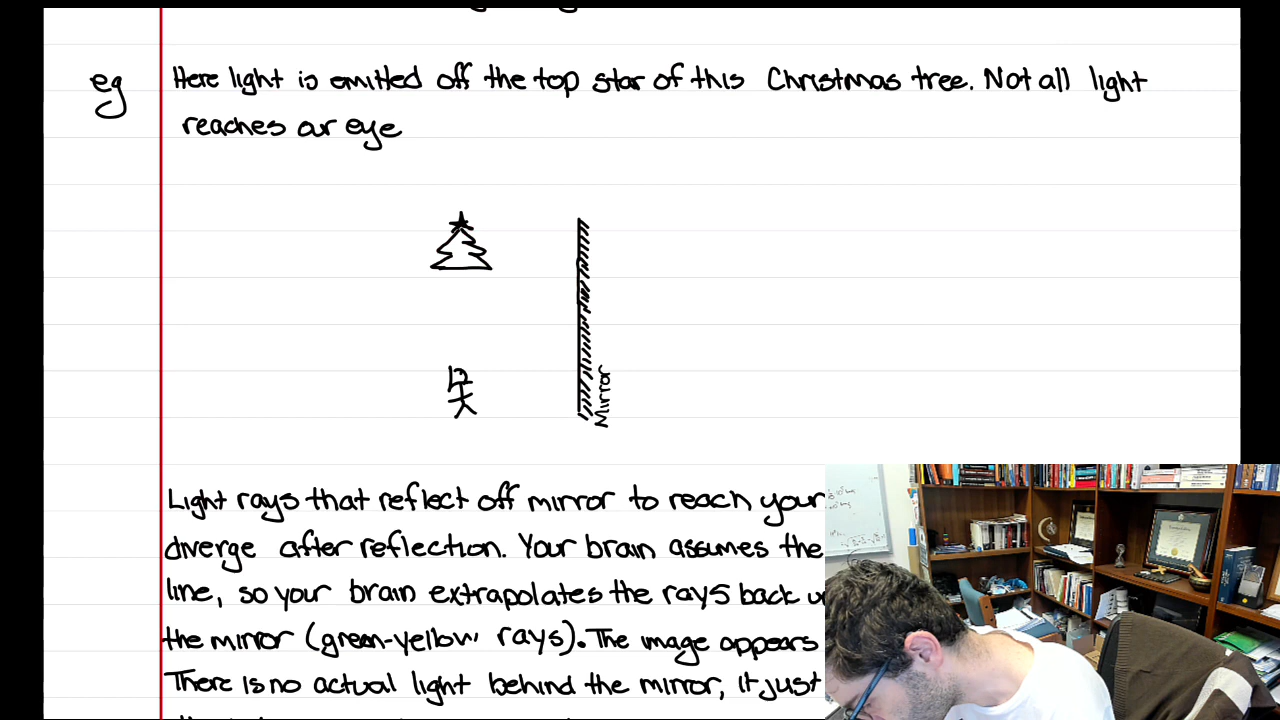 eg
Here light is emitted off the top star of this Christmas tree. Not all light
reaches our eye
Mirror
Light rays that reflect off mirror to reach your
diverge after reflection. Your brain assumes the
line, so your brain extrapolates the rays back
the mirror (green-yellow rays). The image appears
There is no actual light behind the mirror, it just